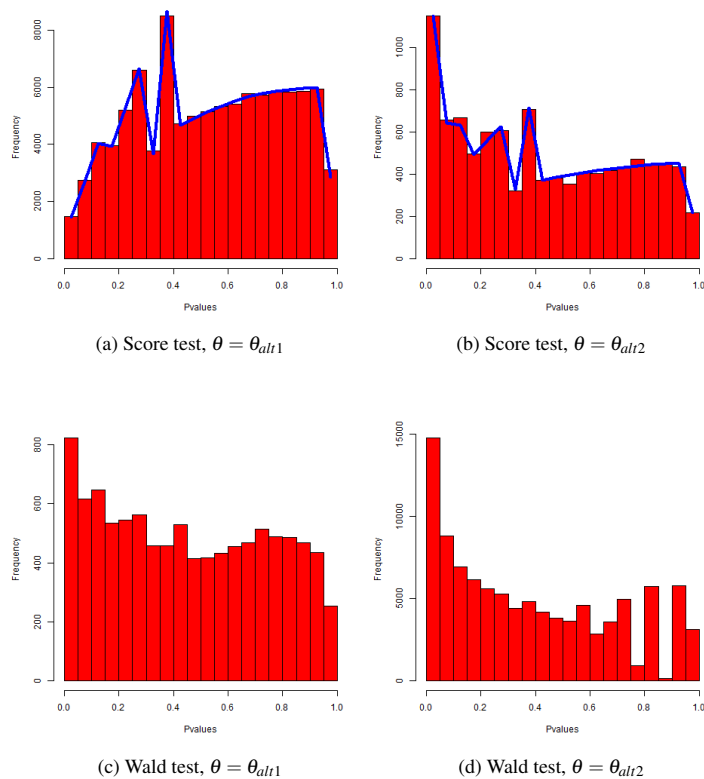 Frequency
0 2000 4000 6000 8000
0.0 0.2 0.4 0.6 0.8 1.0
Pvalues
(a) Score test, θ = θalt1
Frequency
0 200 400 600 800 1000
0.0 0.2 0.4 0.6 0.8 1.0
Pvalues
(b) Score test, θ = θalt2
Frequency
0 200 400 600 800
0.0 0.2 0.4 0.6 0.8 1.0
Pvalues
(c) Wald test, θ = θalt1
Frequency
0 5000 10000 15000
0.0 0.2 0.4 0.6 0.8 1.0
Pvalues
(d) Wald test, θ = θalt2